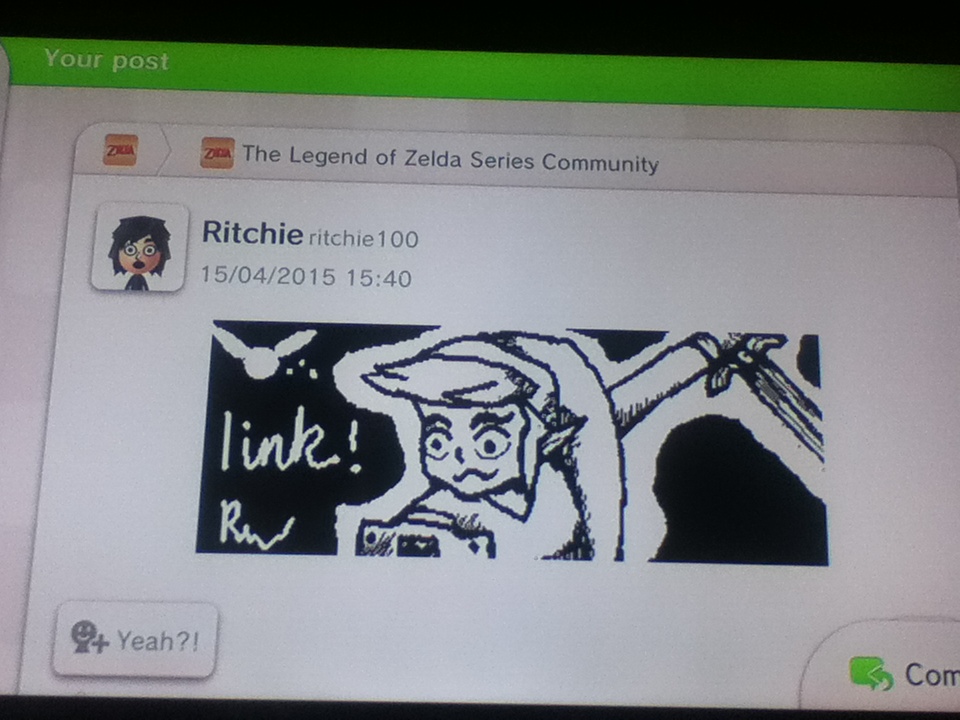 Your post
ZELDA
ZELDA The Legend of Zelda Series Community
Ritchie ritchie100
15/04/2015 15:40
link!
Rw
Yeah?!
Com